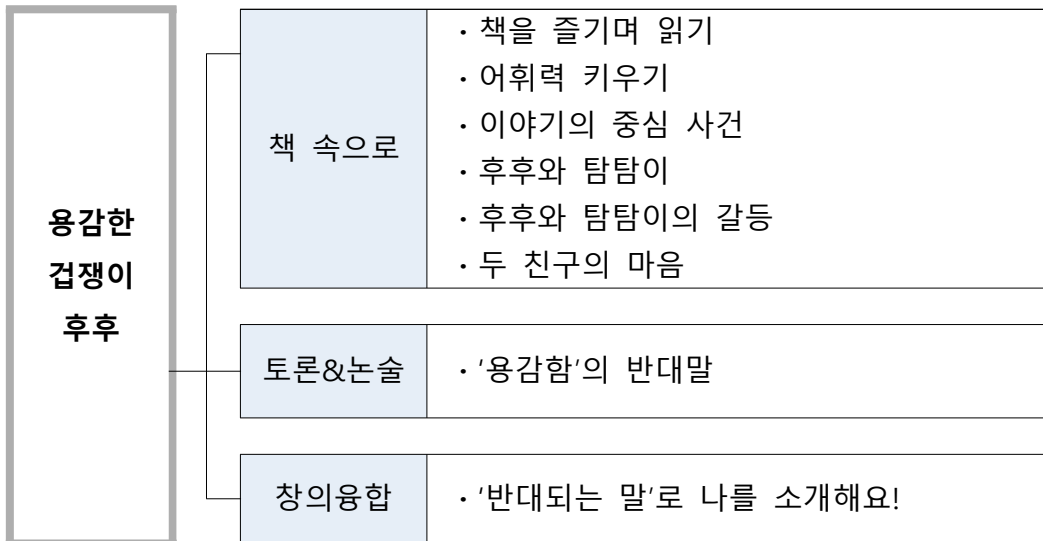 용감한
겁쟁이
후후
책 속으로
· 책을 즐기며 읽기
· 어휘력 키우기
· 이야기의 중심 사건
· 후후와 탐탐이
· 후후와 탐탐이의 갈등
· 두 친구의 마음
토론&논술
· '용감함'의 반대말
창의융합
· '반대되는 말'로 나를 소개해요!